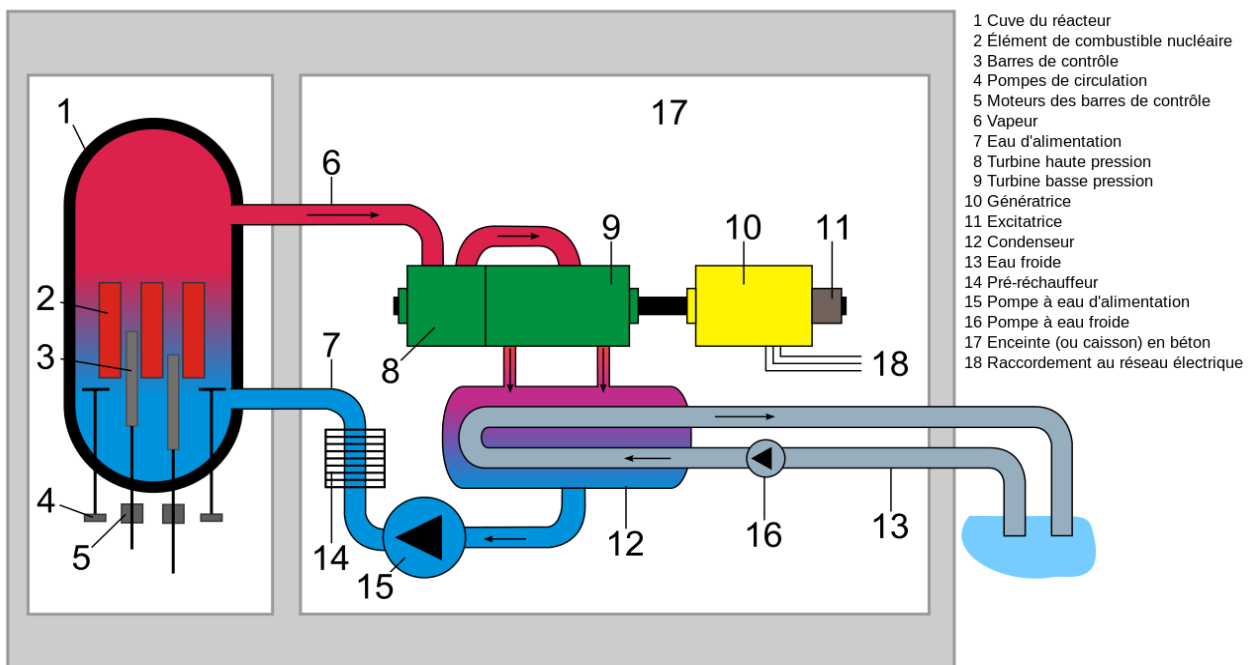 1 Cuve du réacteur
2 Élément de combustible nucléaire
3 Barres de contrôle
4 Pompes de circulation
5 Moteurs des barres de contrôle
6 Vapeur
7 Eau d'alimentation
8 Turbine haute pression
9 Turbine basse pression
10 Génératrice
11 Excitatrice
12 Condenseur
13 Eau froide
14 Pré-réchauffeur
15 Pompe à eau d'alimentation
16 Pompe à eau froide
17 Enceinte (ou caisson) en béton
18 Raccordement au réseau électrique
1
17
6
9
10
11
2
3
7
8
18
4
5
14
15
12
16
13